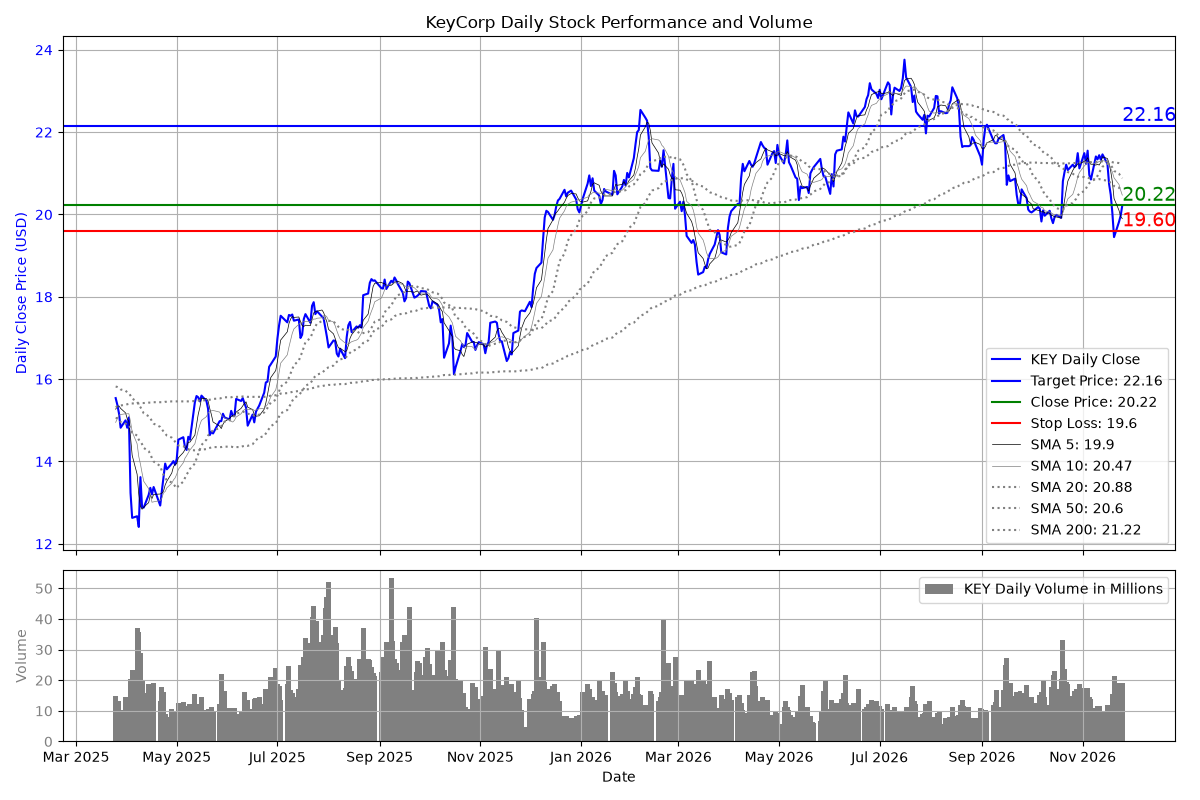 KeyCorp Daily Stock Performance and Volume
24
22
20
18
16
14
12
Daily Close Price (USD)
22.16
20.22
19.60
KEY Daily Close
Target Price: 22.16
Close Price: 20.22
Stop Loss: 19.6
SMA 5: 19.9
SMA 10: 20.47
SMA 20: 20.88
SMA 50: 20.6
SMA 200: 21.22
50
40
30
20
10
0
Volume
KEY Daily Volume in Millions
Mar 2025 May 2025 Jul 2025 Sep 2025 Nov 2025 Jan 2026 Mar 2026 May 2026 Jul 2026 Sep 2026 Nov 2026
Date